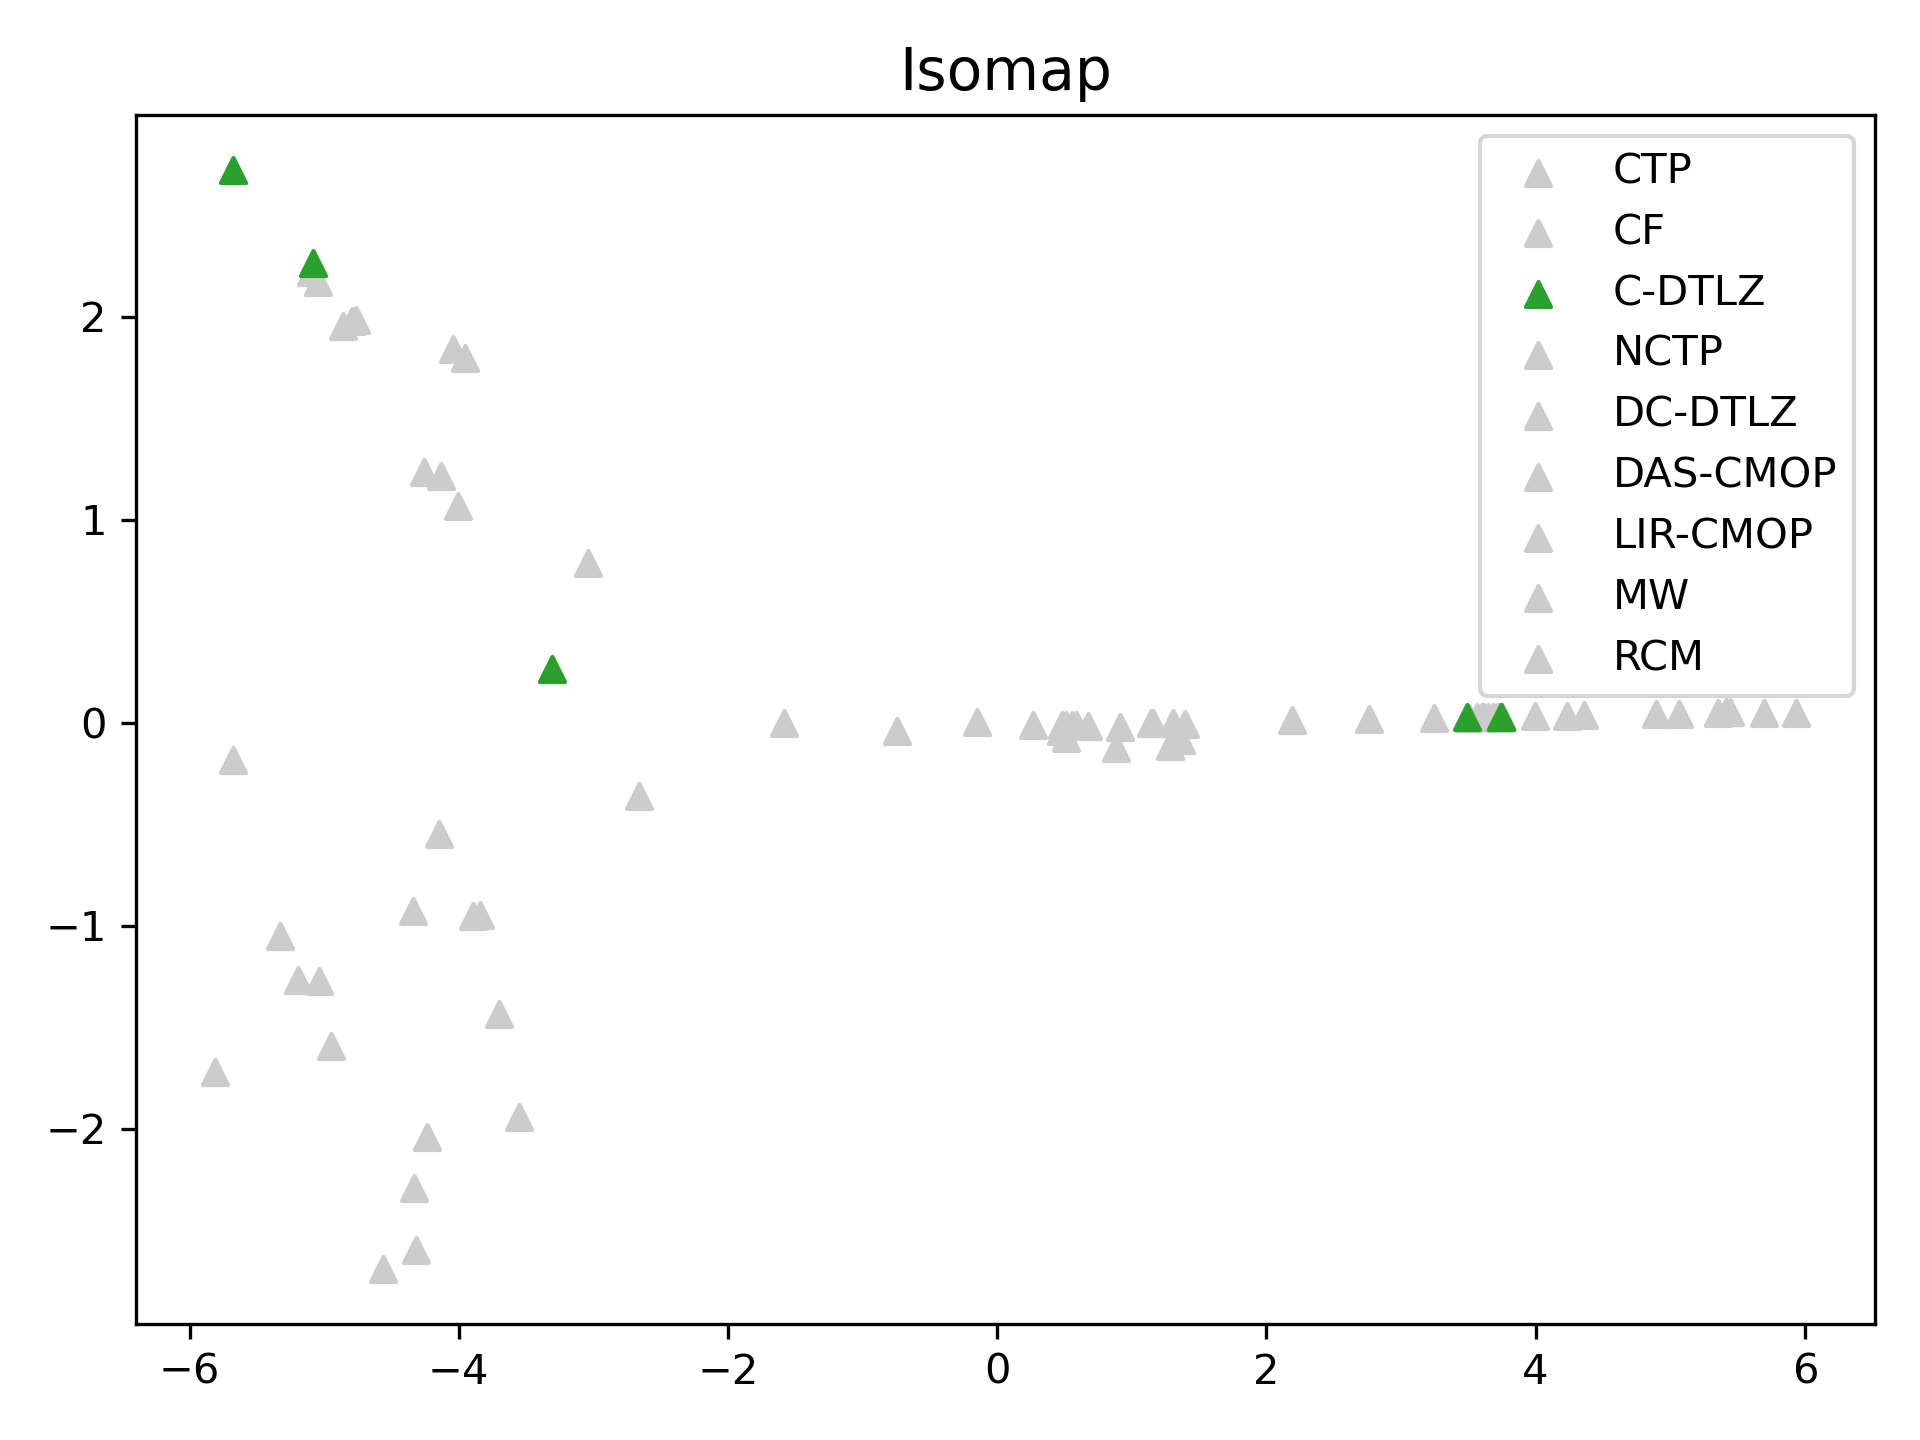 Isomap
CTP
CF
C-DTLZ
NCTP
DC-DTLZ
DAS-CMOP
LIR-CMOP
MW
RCM
2
1
0
−1
−2
−6 −4 −2 0 2 4 6